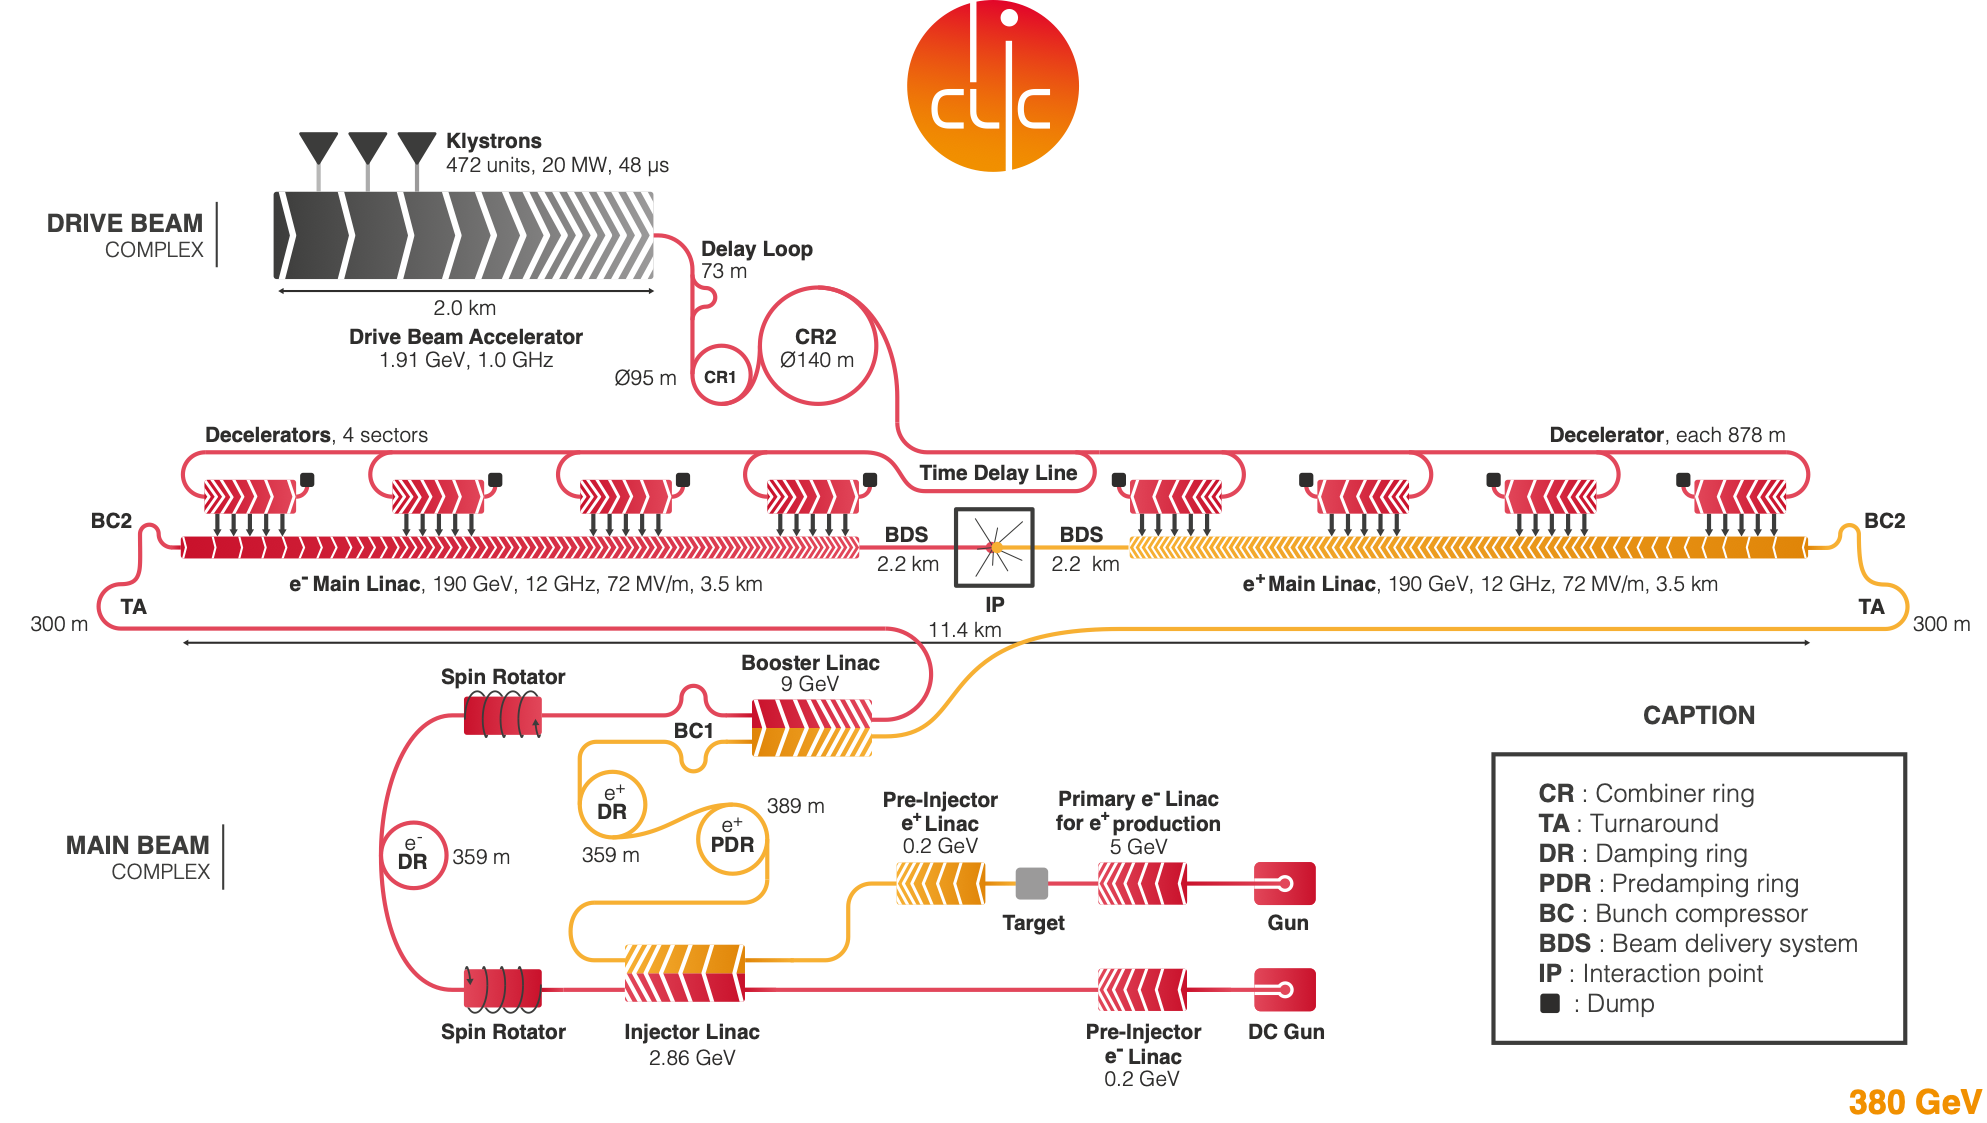 clic
Klystrons
472 units, 20 MW, 48 µs
DRIVE BEAM
COMPLEX
Delay Loop
73 m
2.0 km
Drive Beam Accelerator
1.91 GeV, 1.0 GHz
CR2
Ø140 m
Ø95 m
CR1
Decelerators, 4 sectors
Decelerator, each 878 m
Time Delay Line
BC2
BDS
2.2 km
BDS
2.2 km
BC2
e- Main Linac, 190 GeV, 12 GHz, 72 MV/m, 3.5 km
e+ Main Linac, 190 GeV, 12 GHz, 72 MV/m, 3.5 km
IP
TA
300 m
TA
300 m
11.4 km
Spin Rotator
Booster Linac
9 GeV
BC1
CAPTION
e+
DR
359 m
e+
PDR
389 m
MAIN BEAM
COMPLEX
e-
DR
359 m
Pre-Injector
e+ Linac
0.2 GeV
Primary e- Linac
for e+ production
5 GeV
Target
Gun
Spin Rotator
Injector Linac
2.86 GeV
Pre-Injector
e- Linac
0.2 GeV
DC Gun
CR : Combiner ring
TA : Turnaround
DR : Damping ring
PDR : Predamping ring
BC : Bunch compressor
BDS : Beam delivery system
IP : Interaction point
: Dump
380 GeV